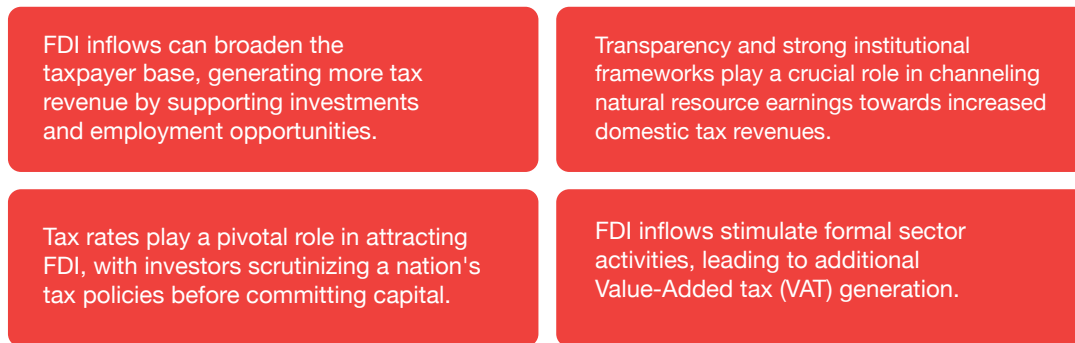 FDI inflows can broaden the
taxpayer base, generating more tax
revenue by supporting investments
and employment opportunities.
Transparency and strong institutional
frameworks play a crucial role in channeling
natural resource earnings towards increased
domestic tax revenues.
Tax rates play a pivotal role in attracting
FDI, with investors scrutinizing a nation's
tax policies before committing capital.
FDI inflows stimulate formal sector
activities, leading to additional
Value-Added tax (VAT) generation.